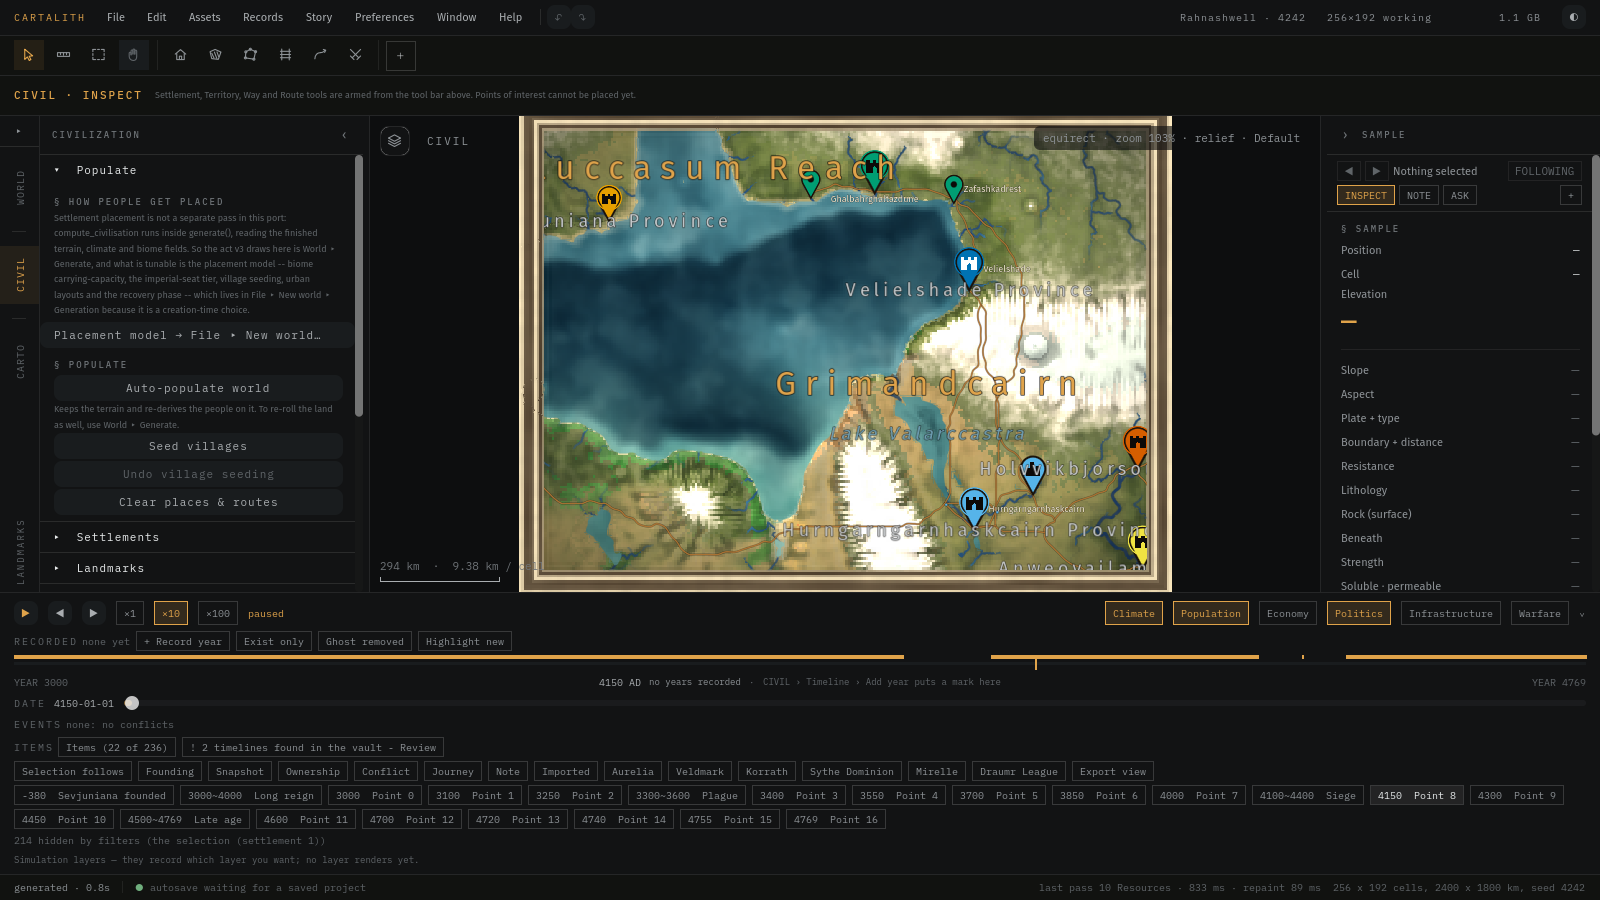 CARTALITH File Edit Assets Records Story Preferences Window Help Rahnashwell · 4242 256×192 working 1.1 GB
CIVIL · INSPECT Settlement, Territory, Way and Route tools are armed from the tool bar above. Points of interest cannot be placed yet.
WORLD
CIVIL
CARTO
LANDMARKS
CIVILIZATION
Populate
§ HOW PEOPLE GET PLACED
Settlement placement is not a separate pass in this port:
compute_civilisation runs inside generate(), reading the finished
terrain, climate and biome fields. So the act v3 draws here is World ▸
Generate, and what is tunable is the placement model -- biome
carrying-capacity, the imperial-seat tier, village seeding, urban
layouts and the recovery phase -- which lives in File ▸ New world ▸
Generation because it is a creation-time choice.
Placement model → File ▸ New world…
§ POPULATE
Auto-populate world
Keeps the terrain and re-derives the people on it. To re-roll the land
as well, use World ▸ Generate.
Seed villages
Undo village seeding
Clear places & routes
Settlements
Landmarks
CIVIL
equirect · zoom 103% · relief · Default
uccasum Reach
Zafashkadrest
uniana Province
Velielshade
Velielshade Province
Grimandcairn
Lake Valarccastra
Hurngarngarnhaskcairn
Hurngarngarnhaskcairn Provin
Anweovailam
294 km · 9.38 km / cell
SAMPLE
Nothing selected FOLLOWING
INSPECT NOTE ASK +
§ SAMPLE
Position —
Cell —
Elevation
—
Slope —
Aspect —
Plate + type —
Boundary + distance —
Resistance —
Lithology —
Rock (surface) —
Beneath —
Strength —
Soluble · permeable —
×1 ×10 ×100 paused Climate Population Economy Politics Infrastructure Warfare
RECORDED none yet + Record year Exist only Ghost removed Highlight new
YEAR 3000 4150 AD no years recorded · CIVIL › Timeline › Add year puts a mark here YEAR 4769
DATE 4150-01-01
EVENTS none: no conflicts
ITEMS Items (22 of 236) ! 2 timelines found in the vault - Review
Selection follows Founding Snapshot Ownership Conflict Journey Note Imported Aurelia Veldmark Korrath Sythe Dominion Mirelle Draumr League Export view
-380 Sevjuniana founded 3000~4000 Long reign 3000 Point 0 3100 Point 1 3250 Point 2 3300~3600 Plague 3400 Point 3 3550 Point 4 3700 Point 5 3850 Point 6 4000 Point 7 4100~4400 Siege 4150 Point 8 4300 Point 9
4450 Point 10 4500~4769 Late age 4600 Point 11 4700 Point 12 4720 Point 13 4740 Point 14 4755 Point 15 4769 Point 16
214 hidden by filters (the selection (settlement 1))
Simulation layers — they record which layer you want; no layer renders yet.
generated · 0.8s autosave waiting for a saved project last pass 10 Resources · 833 ms · repaint 89 ms 256 x 192 cells, 2400 x 1800 km, seed 4242